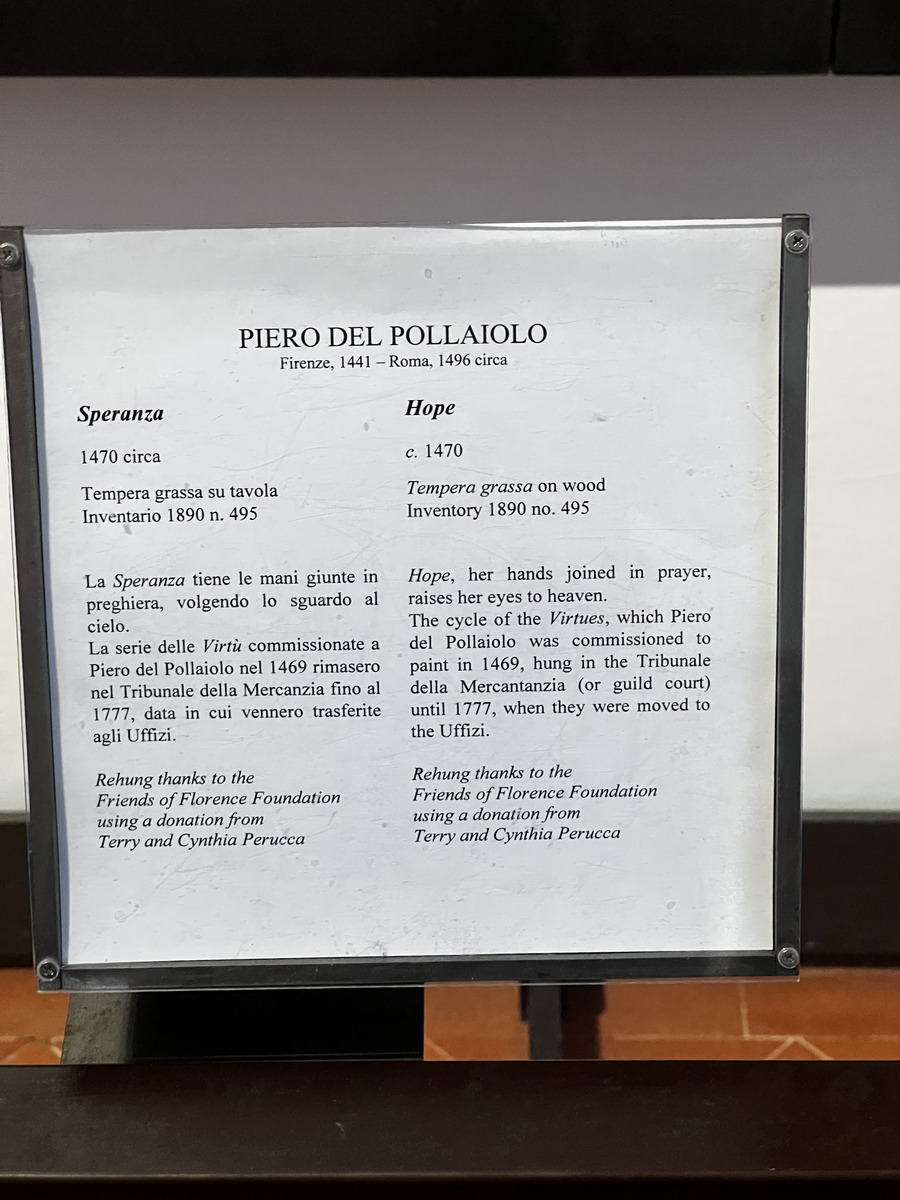 PIERO DEL POLLAIOLO
Firenze, 1441 – Roma, 1496 circa
Speranza
1470 circa
Tempera grassa su tavola
Inventario 1890 n. 495
La Speranza tiene le mani giunte in
preghiera, volgendo lo sguardo al
cielo.
La serie delle Virtù commissionate a
Piero del Pollaiolo nel 1469 rimasero
nel Tribunale della Mercanzia fino al
1777, data in cui vennero trasferite
agli Uffizi.
Rehung thanks to the
Friends of Florence Foundation
using a donation from
Terry and Cynthia Perucca
Hope
c. 1470
Tempera grassa on wood
Inventory 1890 no. 495
Hope, her hands joined in prayer,
raises her eyes to heaven.
The cycle of the Virtues, which Piero
del Pollaiolo was commissioned to
paint in 1469, hung in the Tribunale
della Mercantanzia (or guild court)
until 1777, when they were moved to
the Uffizi.
Rehung thanks to the
Friends of Florence Foundation
using a donation from
Terry and Cynthia Perucca